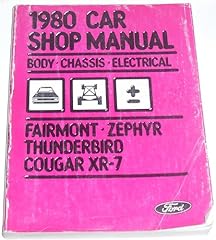 1980 CAR
SHOP MANUAL
BODY · CHASSIS · ELECTRICAL
FAIRMONT · ZEPHYR
THUNDERBIRD
COUGAR XR-7
Ford